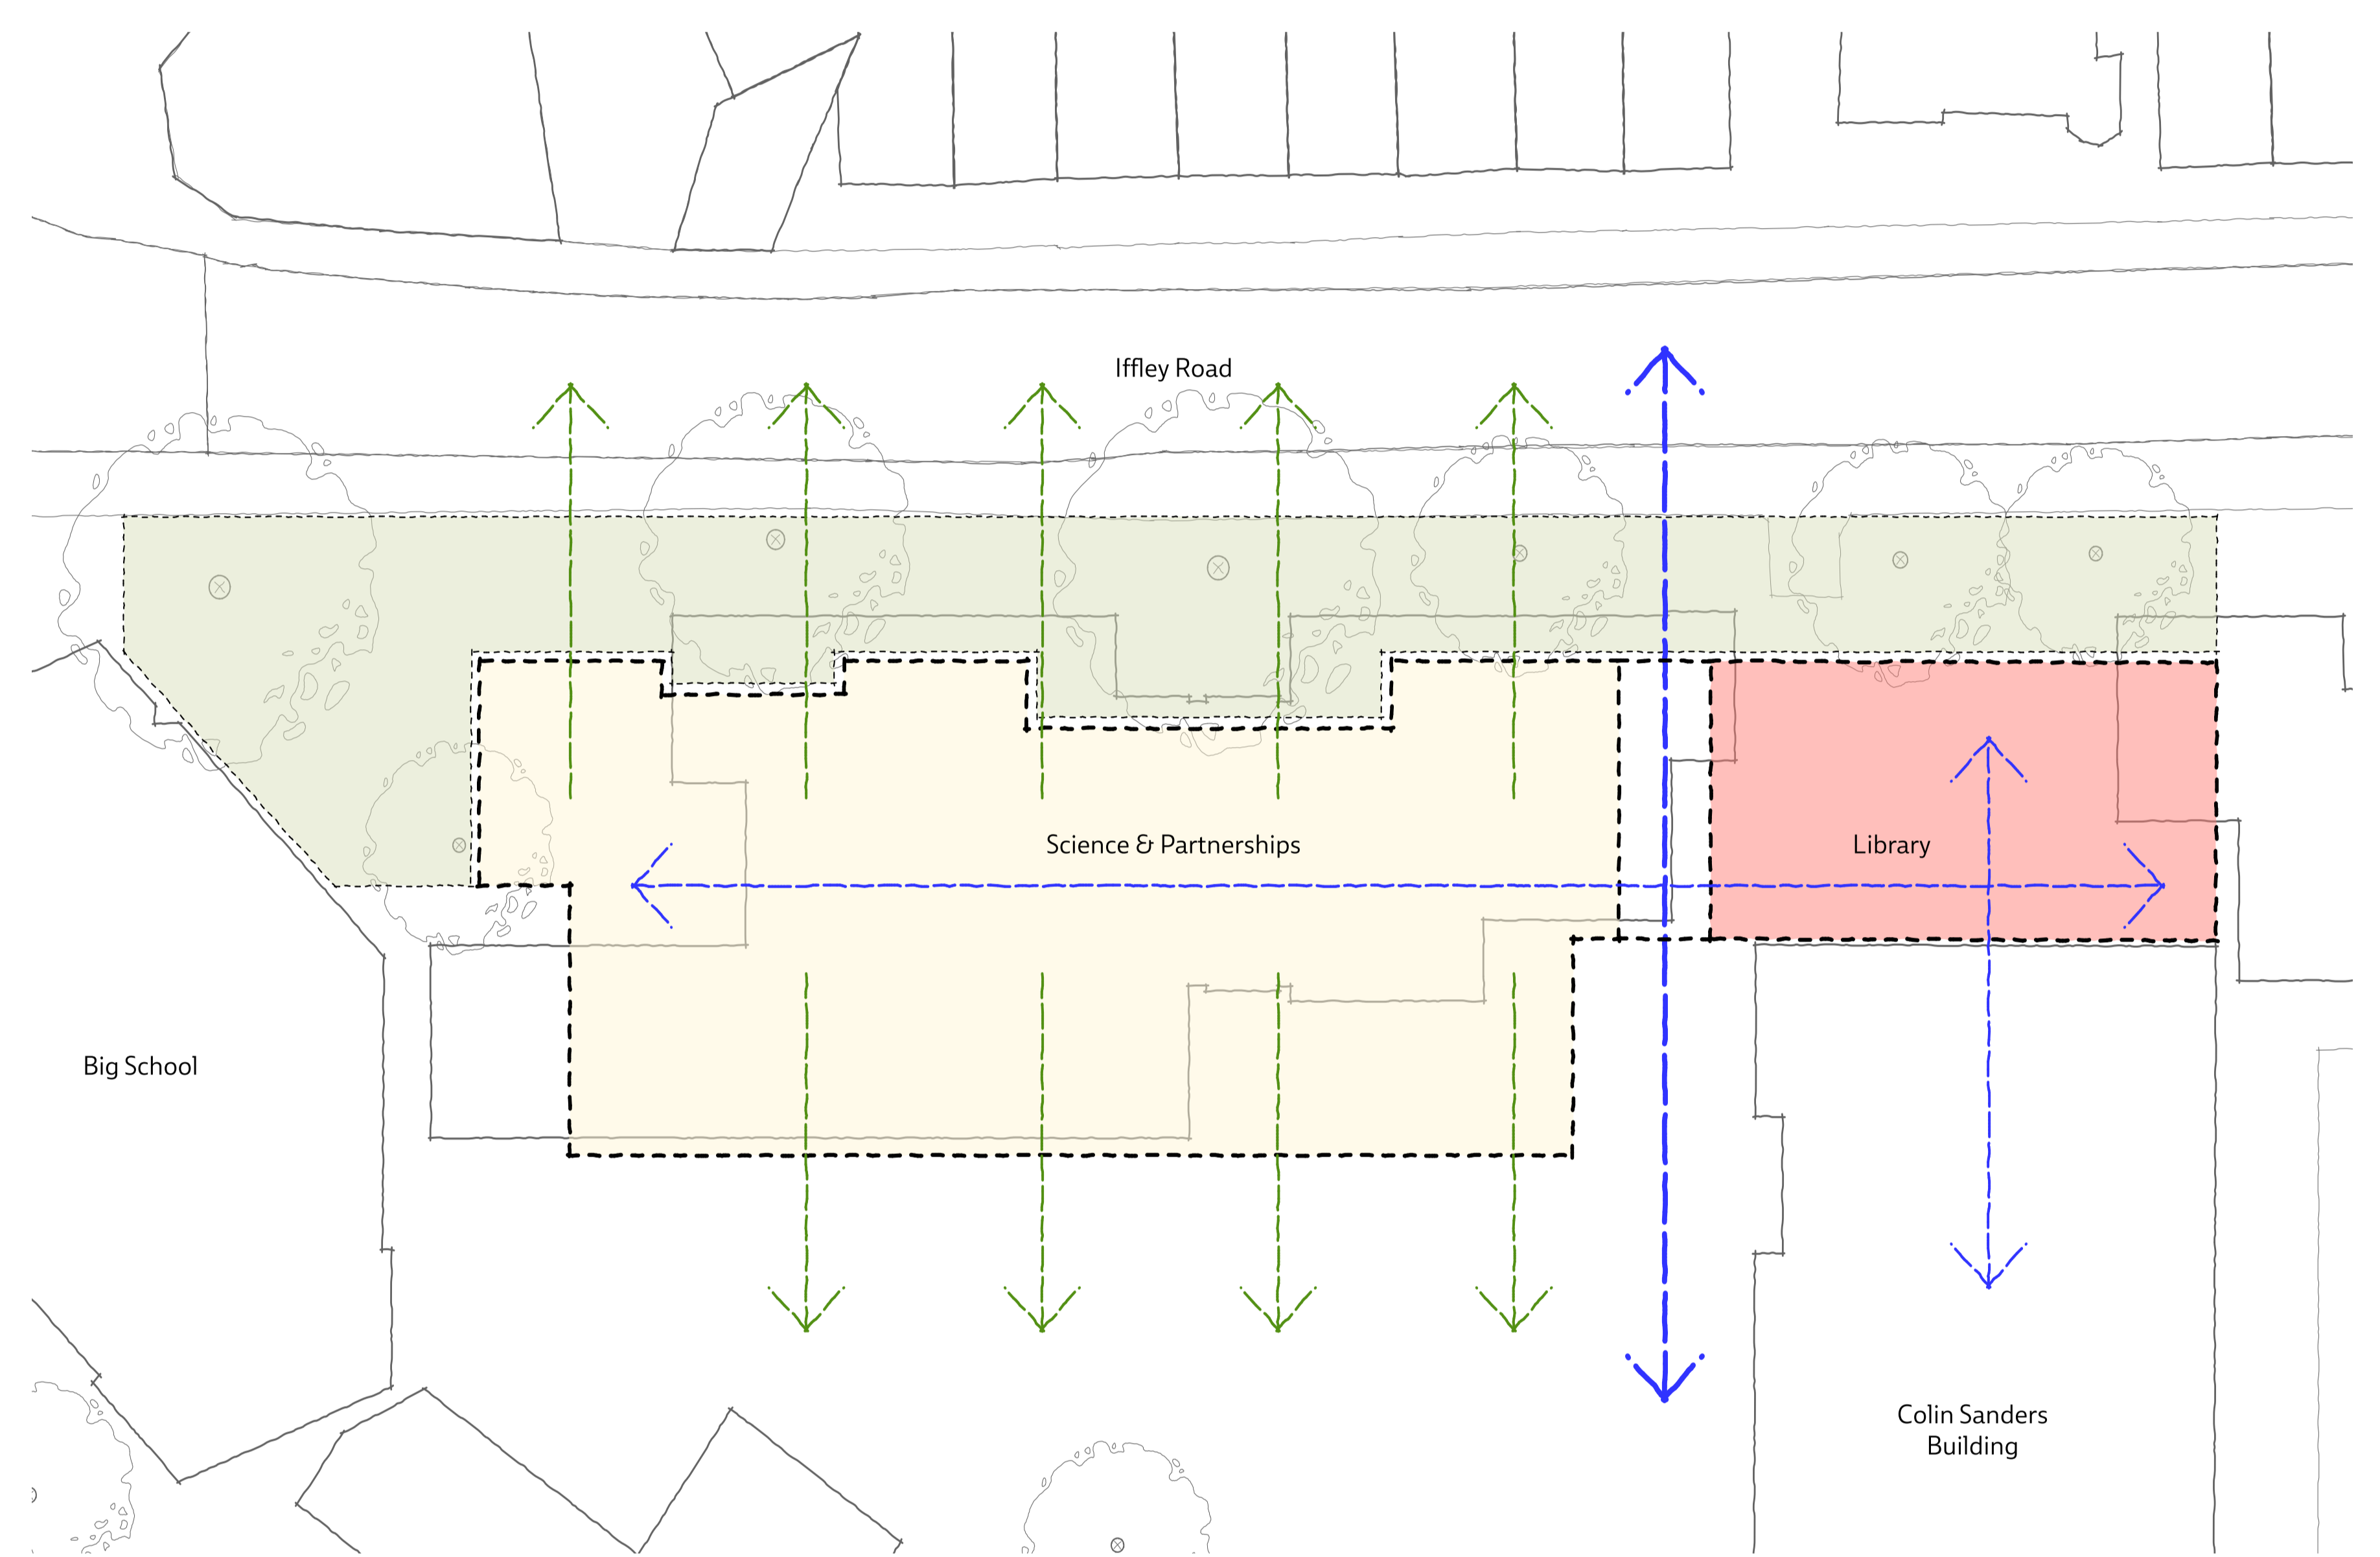 Iffley Road
Science & Partnerships
Library
Big School
Colin Sanders
Building